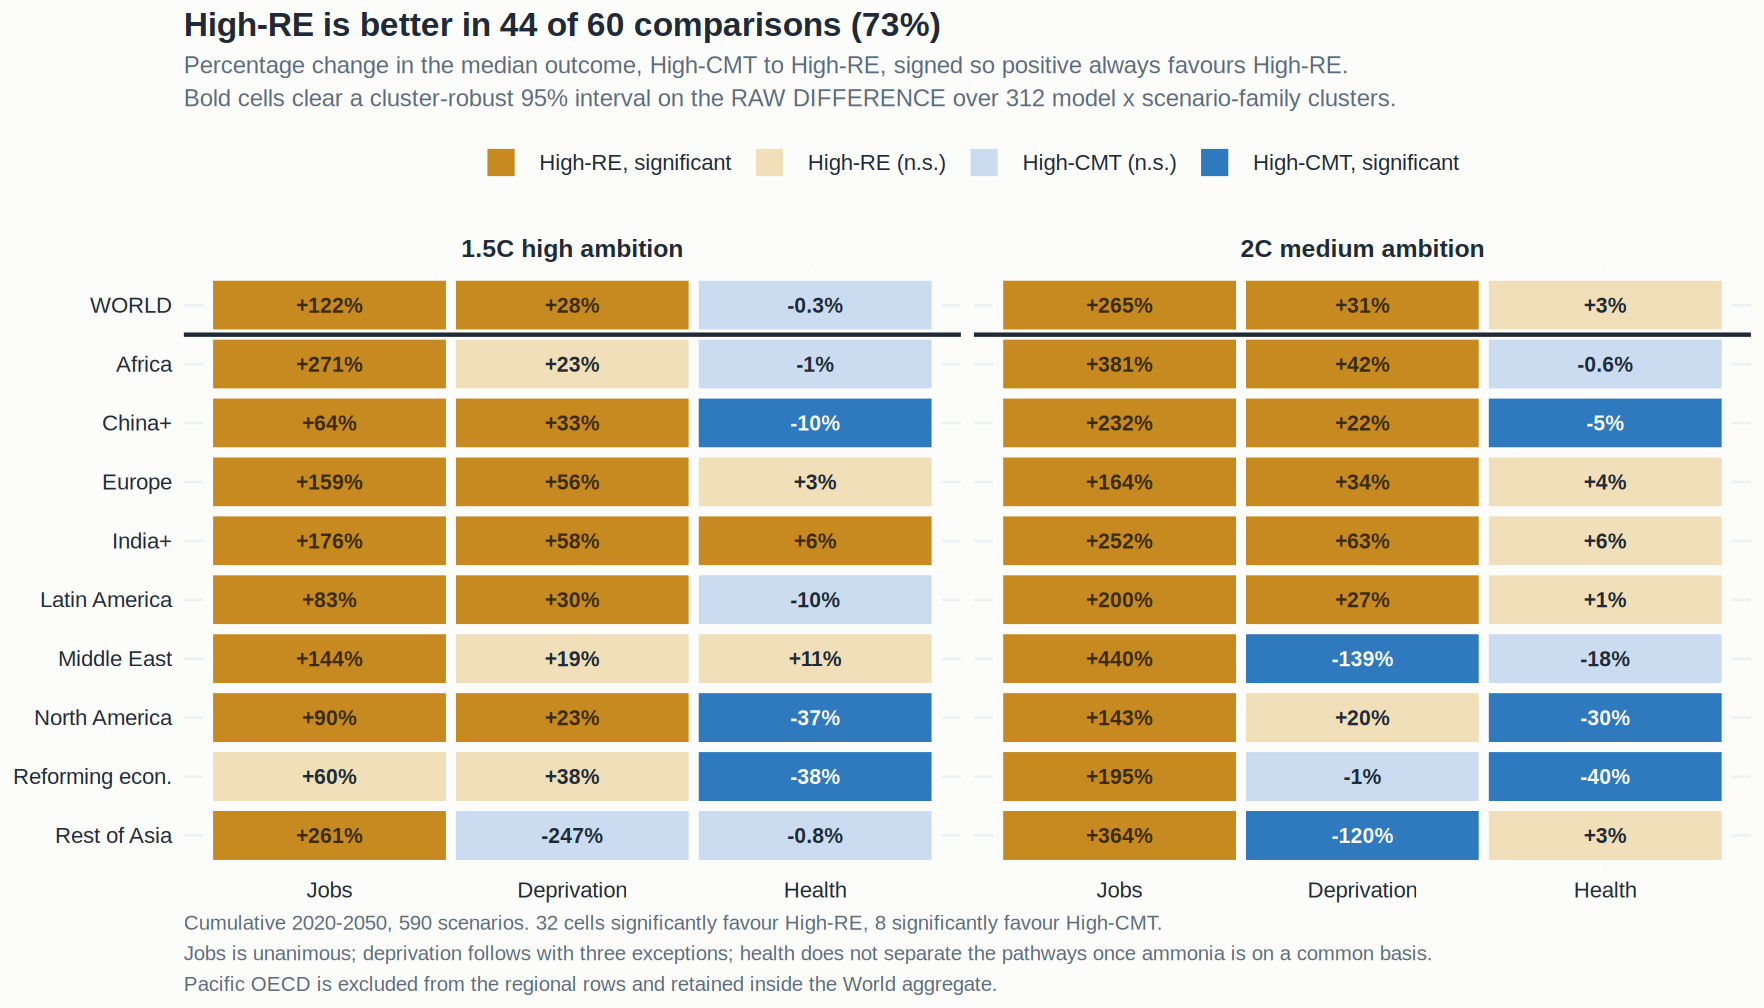 High-RE is better in 44 of 60 comparisons (73%)
Percentage change in the median outcome, High-CMT to High-RE, signed so positive always favours High-RE.
Bold cells clear a cluster-robust 95% interval on the RAW DIFFERENCE over 312 model x scenario-family clusters.
High-RE, significant High-RE (n.s.) High-CMT (n.s.) High-CMT, significant
1.5C high ambition 2C medium ambition
WORLD +122% +28% -0.3% +265% +31% +3%
Africa +271% +23% -1% +381% +42% -0.6%
China+ +64% +33% -10% +232% +22% -5%
Europe +159% +56% +3% +164% +34% +4%
India+ +176% +58% +6% +252% +63% +6%
Latin America +83% +30% -10% +200% +27% +1%
Middle East +144% +19% +11% +440% -139% -18%
North America +90% +23% -37% +143% +20% -30%
Reforming econ. +60% +38% -38% +195% -1% -40%
Rest of Asia +261% -247% -0.8% +364% -120% +3%
Jobs Deprivation Health Jobs Deprivation Health
Cumulative 2020-2050, 590 scenarios. 32 cells significantly favour High-RE, 8 significantly favour High-CMT.
Jobs is unanimous; deprivation follows with three exceptions; health does not separate the pathways once ammonia is on a common basis.
Pacific OECD is excluded from the regional rows and retained inside the World aggregate.